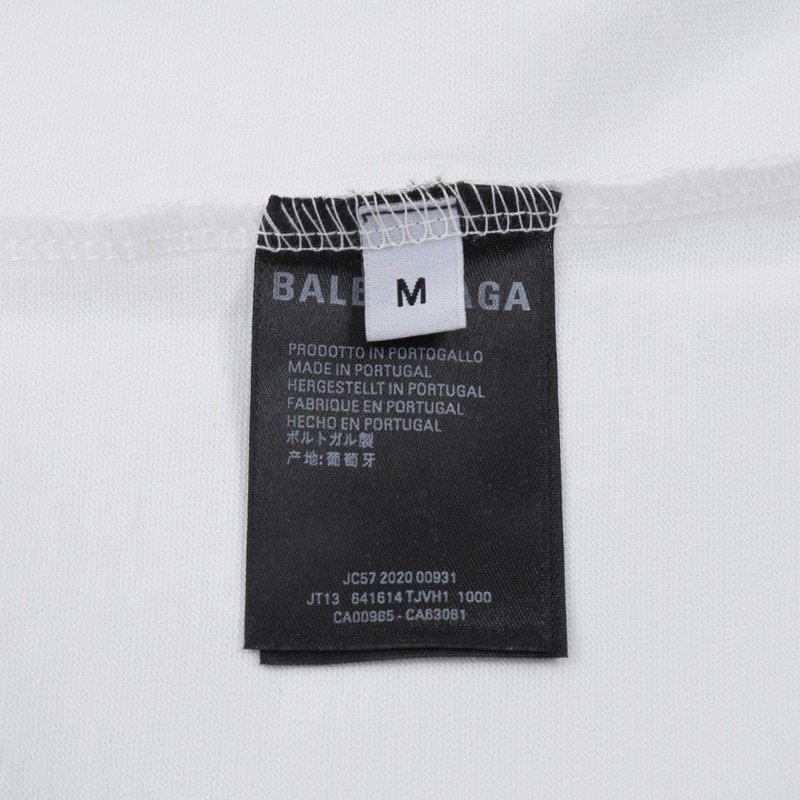 BALE AGA
M
PRODOTTO IN PORTOGALLO
MADE IN PORTUGAL
HERGESTELLT IN PORTUGAL
FABRIQUE EN PORTUGAL
HECHO EN PORTUGAL
ポルトガル製
产地:葡萄牙
JC57 2020 00931
JT13 641614 TJVH1 1000
CA00965 - CA63081